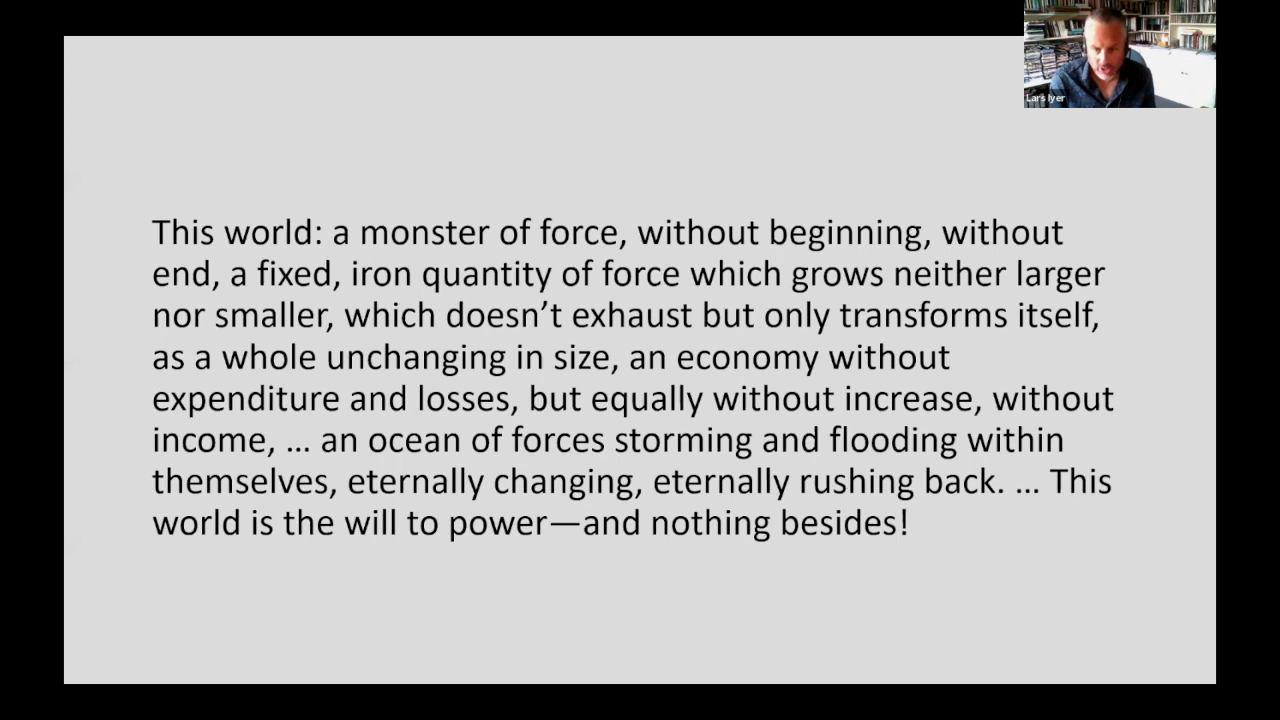 Lars Iyer
This world: a monster of force, without beginning, without
end, a fixed, iron quantity of force which grows neither larger
nor smaller, which doesn’t exhaust but only transforms itself,
as a whole unchanging in size, an economy without
expenditure and losses, but equally without increase, without
income, … an ocean of forces storming and flooding within
themselves, eternally changing, eternally rushing back. … This
world is the will to power—and nothing besides!